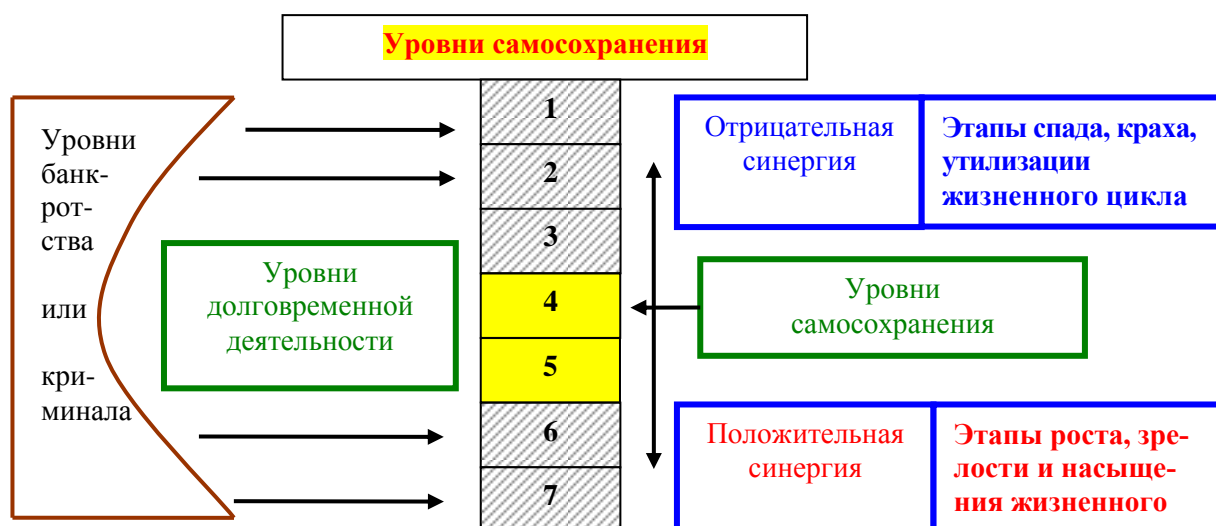 Уровни самосохранения
Уровни
банк-
рот-
ства
или
кри-
минала
Уровни
долговременной
деятельности
1
2
3
4
5
6
7
Отрицательная
синергия
Этапы спада, краха,
утилизации
жизненного цикла
Уровни
самосохранения
Положительная
синергия
Этапы роста, зре-
лости и насыще-
ния жизненного